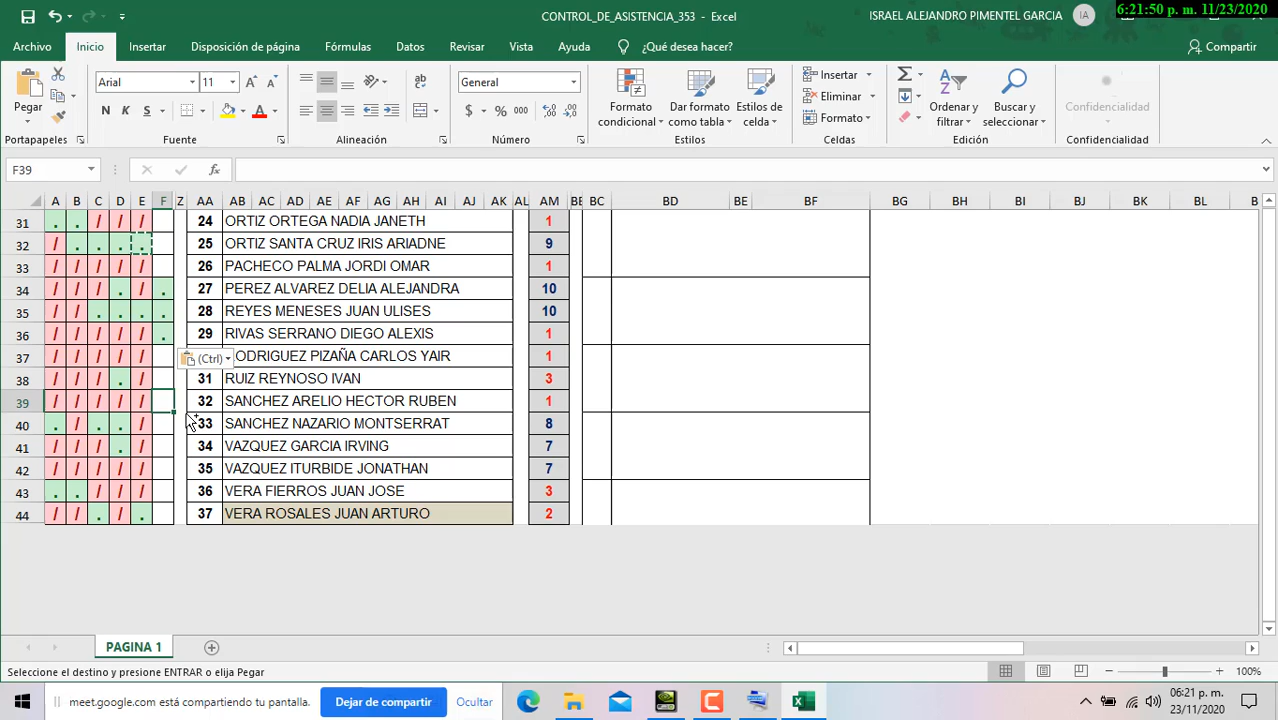 CONTROL_DE_ASISTENCIA_353 - Excel
ISRAEL ALEJANDRO PIMENTEL GARCIA
IA
6:21:50 p. m. 11/23/2020
Archivo Inicio Insertar Disposición de página Fórmulas Datos Revisar Vista Ayuda ¿Qué desea hacer? Compartir
Pegar
Arial 11
N K S
General
$ % 000
Formato condicional
Dar formato como tabla
Estilos de celda
Insertar
Eliminar
Formato
Ordenar y filtrar
Buscar y seleccionar
Confidencialidad
Portapapeles Fuente Alineación Número Estilos Celdas Edición Confidencialidad
F39 fx
A B C D E F Z AA AB AC AD AE AF AG AH AI AJ AK AL AM BC BD BE BF BG BH BI BJ BK BL
31 . . / / / 24 ORTIZ ORTEGA NADIA JANETH 1
32 / . . . . 25 ORTIZ SANTA CRUZ IRIS ARIADNE 9
33 / / / / / 26 PACHECO PALMA JORDI OMAR 1
34 / / / . / . 27 PEREZ ALVAREZ DELIA ALEJANDRA 10
35 / / . . . . 28 REYES MENESES JUAN ULISES 10
36 / / / / / . 29 RIVAS SERRANO DIEGO ALEXIS 1
37 / / / / / (Ctrl) ODRIGUEZ PIZAÑA CARLOS YAIR 1
38 / / / . / 31 RUIZ REYNOSO IVAN 3
39 / / / / / 32 SANCHEZ ARELIO HECTOR RUBEN 1
40 . / . . / 33 SANCHEZ NAZARIO MONTSERRAT 8
41 / / / . / 34 VAZQUEZ GARCIA IRVING 7
42 / / / / / 35 VAZQUEZ ITURBIDE JONATHAN 7
43 . . / / / 36 VERA FIERROS JUAN JOSE 3
44 / / . / . 37 VERA ROSALES JUAN ARTURO 2
PAGINA 1
Seleccione el destino y presione ENTRAR o elija Pegar
100%
meet.google.com está compartiendo tu pantalla. Dejar de compartir Ocultar
06:21 p. m.
23/11/2020